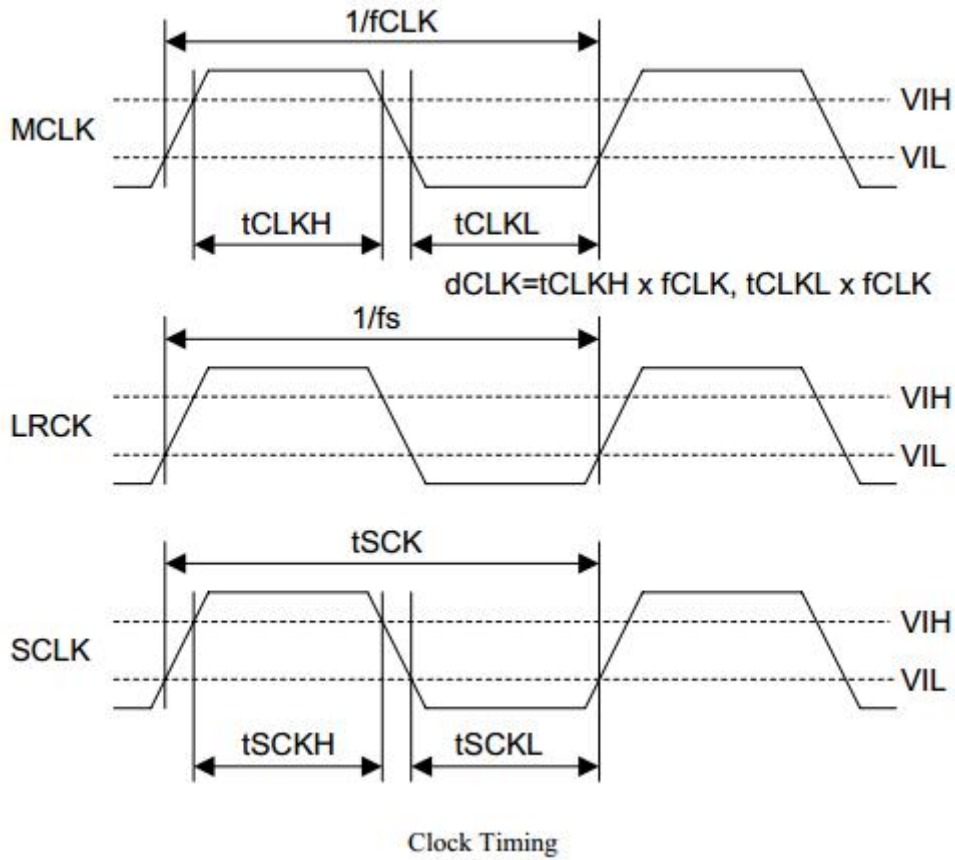 1/fCLK
VIH
MCLK
VIL
tCLKH
tCLKL
dCLK=tCLKH x fCLK, tCLKL x fCLK
1/fs
VIH
LRCK
VIL
tSCK
VIH
SCLK
VIL
tSCKH
tSCKL
Clock Timing